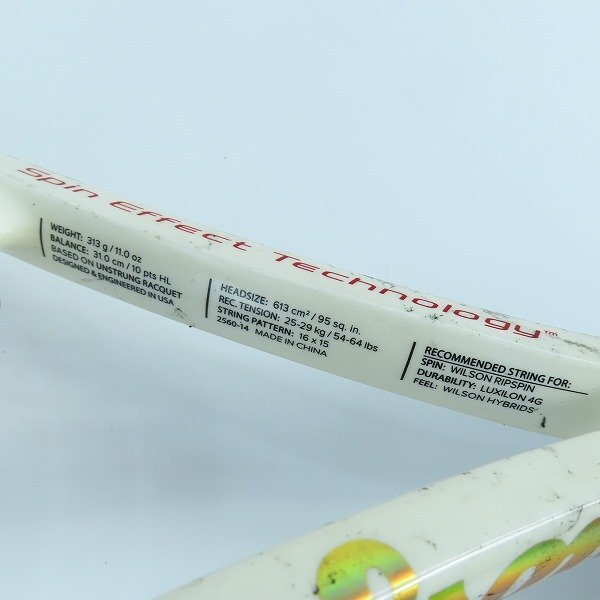 Spin Effect Technology™
WEIGHT: 313 g / 11.0 oz
BALANCE: 31.0 cm / 10 pts HL
BASED ON UNSTRUNG RACQUET
DESIGNED & ENGINEERED IN USA
HEADSIZE: 613 cm² / 95 sq. in.
REC. TENSION: 25-29 kg / 54-64 lbs
STRING PATTERN: 16 x 15
2560-14 MADE IN CHINA
RECOMMENDED STRING FOR:
SPIN: WILSON RIPSPIN
DURABILITY: LUXILON 4G
FEEL: WILSON HYBRIDS